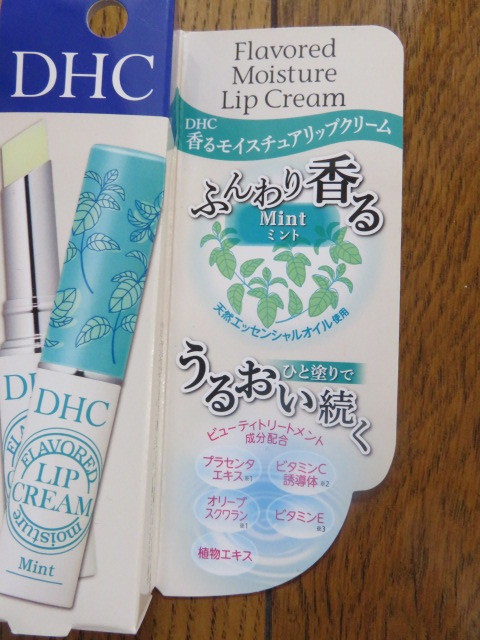 DHC
Flavored
Moisture
Lip Cream
DHC
香るモイスチュアリップクリーム
ふんわり香る
Mint
ミント
天然エッセンシャルオイル使用
ひと塗りで
うるおい続く
ビューティトリートメント
成分配合
プラセンタ
エキス※1
ビタミンC
誘導体※2
オリーブ
スクワラン※1
ビタミンE※3
植物エキス
DHC
FLAVORED
LIP
CREAM
moisture
Mint
D